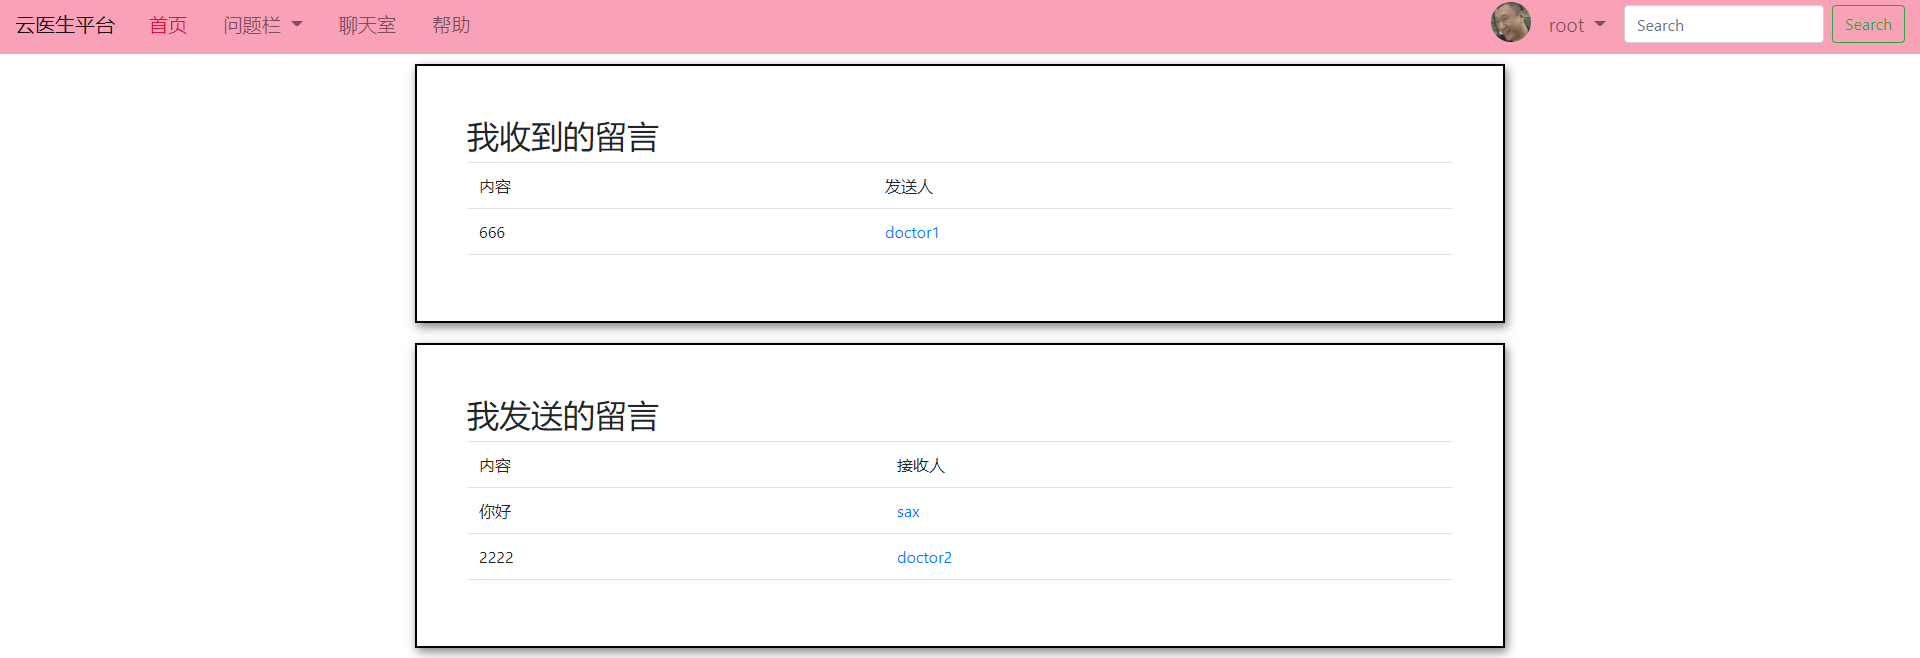 云医生平台 首页 问题栏 聊天室 帮助 root Search Search
我收到的留言
内容 发送人
666 doctor1
我发送的留言
内容 接收人
你好 sax
2222 doctor2